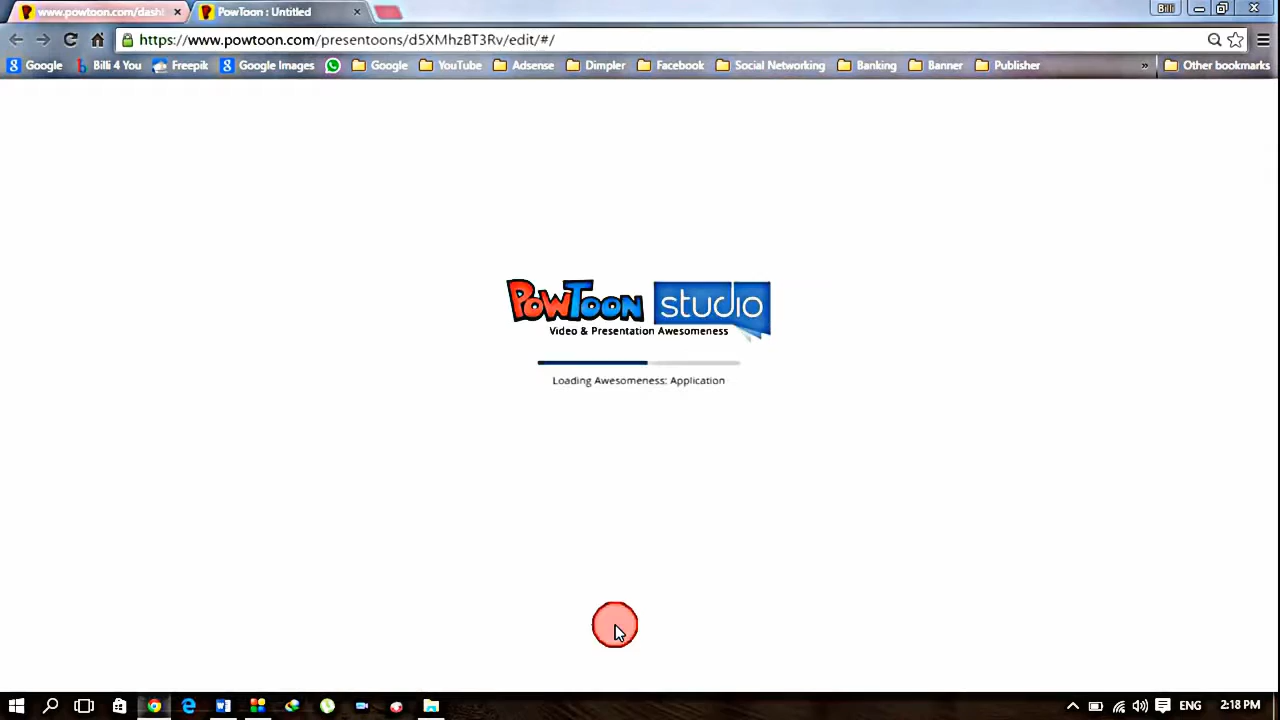 www.powtoon.com/dash
PowToon : Untitled
Billi
https://www.powtoon.com/presentoons/d5XMhzBT3Rv/edit/#/
Google
Billi 4 You
Freepik
Google Images
Google
YouTube
Adsense
Dimpler
Facebook
Social Networking
Banking
Banner
Publisher
»
Other bookmarks
PowToon studio
Video & Presentation Awesomeness
Loading Awesomeness: Application
ENG
2:18 PM